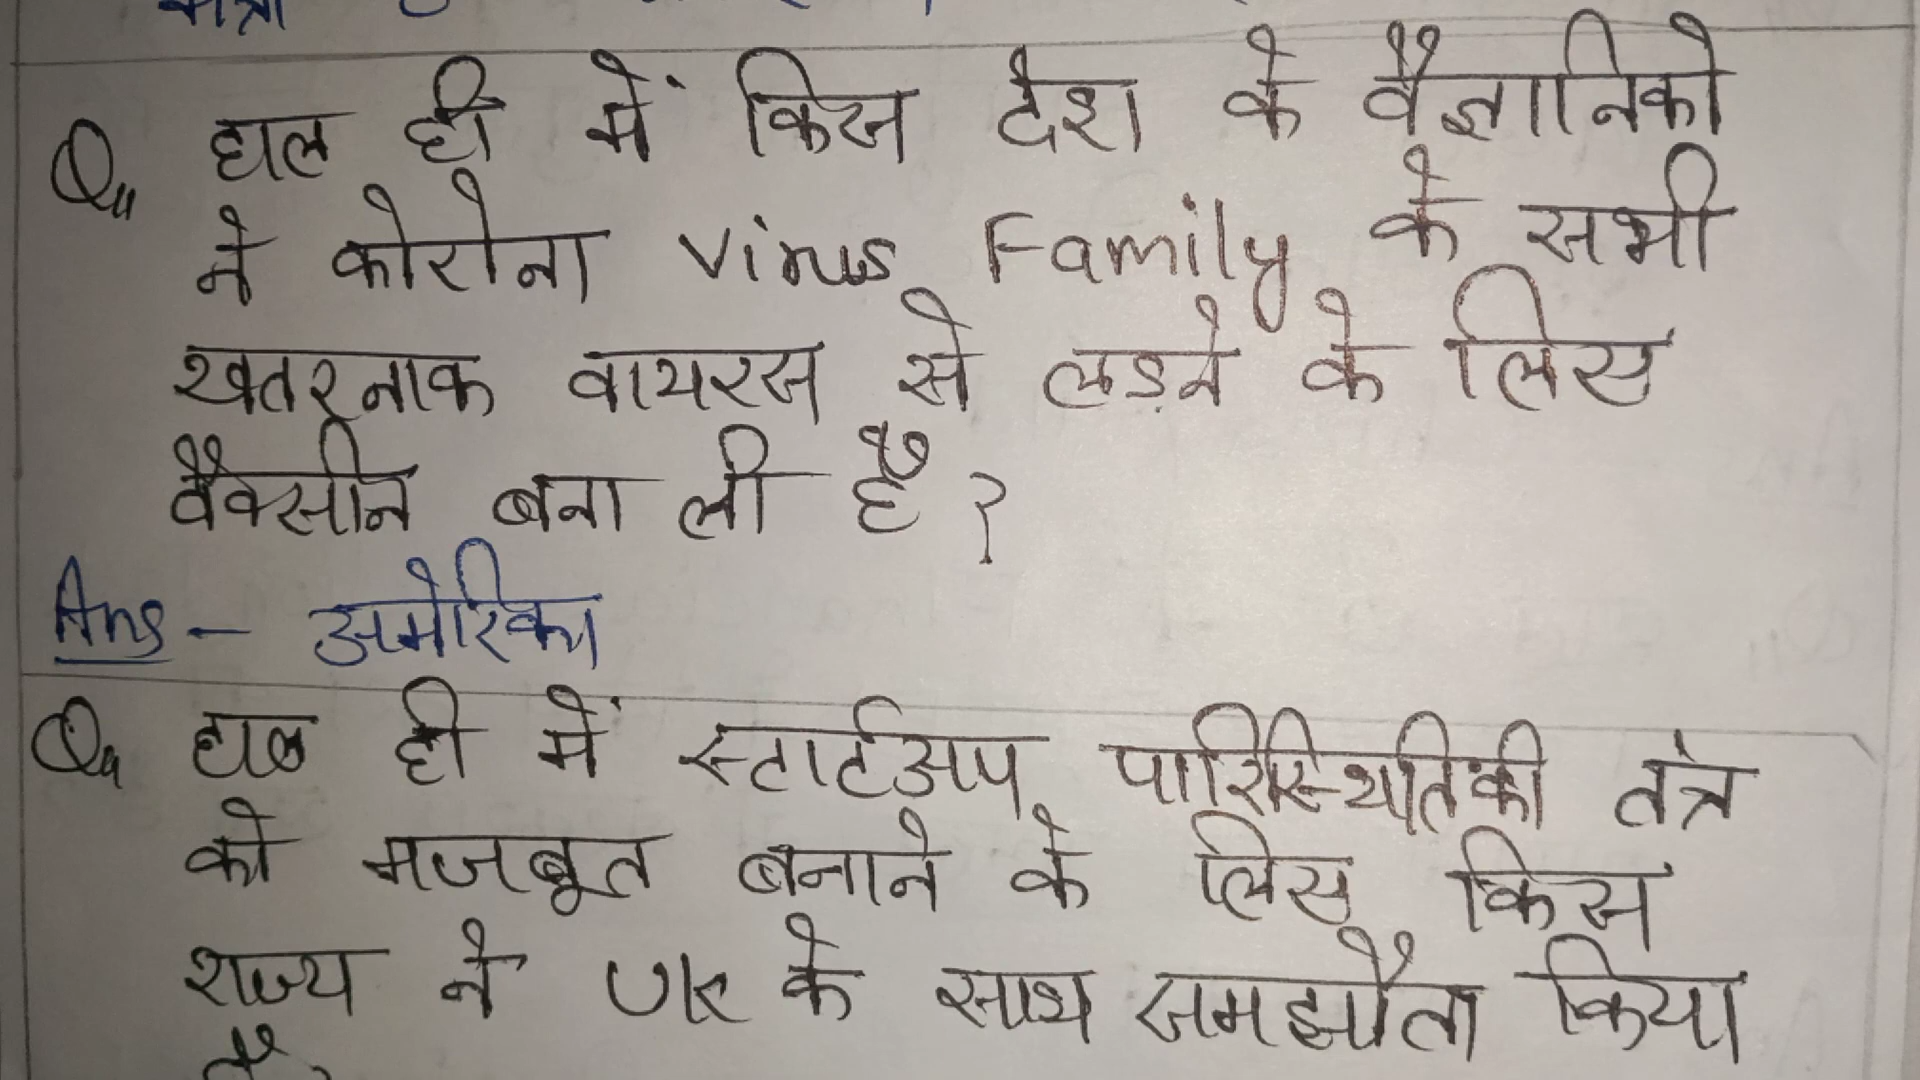 Q॥ हाल ही में किस देश के वैज्ञानिको
ने कोरोना Virus Family के सभी
खतरनाक वायरस से लड़ने के लिए
वैक्सीन बना ली है ?
Ans - अमेरिका
Q॥ हाल ही में स्टार्टअप पारिस्थितिकी तंत्र
को मजबूत बनाने के लिए किस
राज्य ने UK के साथ समझौता किया
है